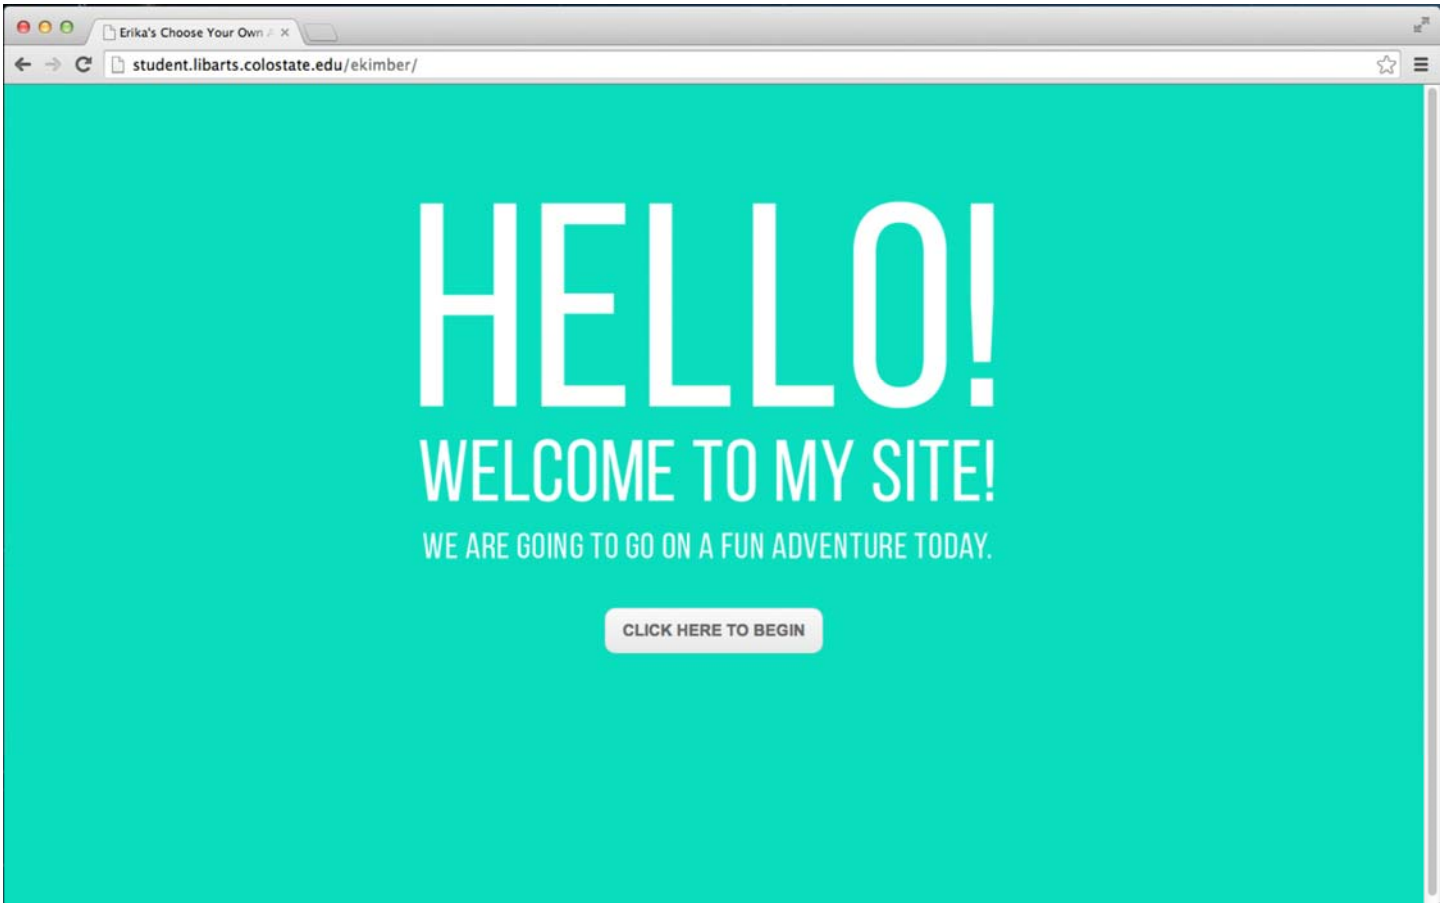 Erika's Choose Your Own A
student.libarts.colostate.edu/ekimber/
HELLO!
WELCOME TO MY SITE!
WE ARE GOING TO GO ON A FUN ADVENTURE TODAY.
CLICK HERE TO BEGIN